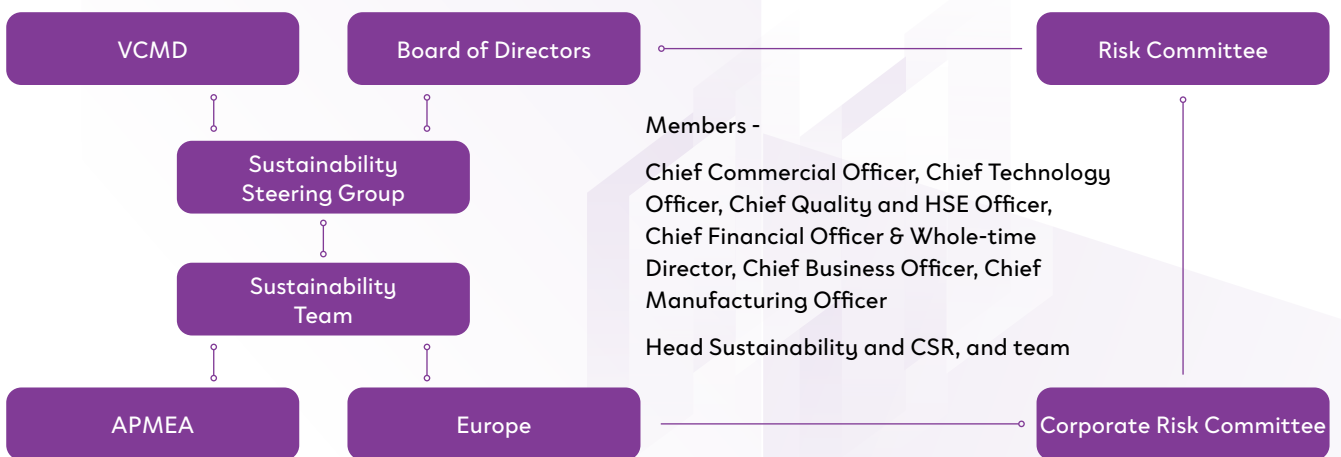 VCMD
Board of Directors
Risk Committee
Members -
Sustainability
Steering Group
Chief Commercial Officer, Chief Technology
Officer, Chief Quality and HSE Officer,
Chief Financial Officer & Whole-time
Director, Chief Business Officer, Chief
Manufacturing Officer
Sustainability
Team
Head Sustainability and CSR, and team
APMEA
Europe
Corporate Risk Committee